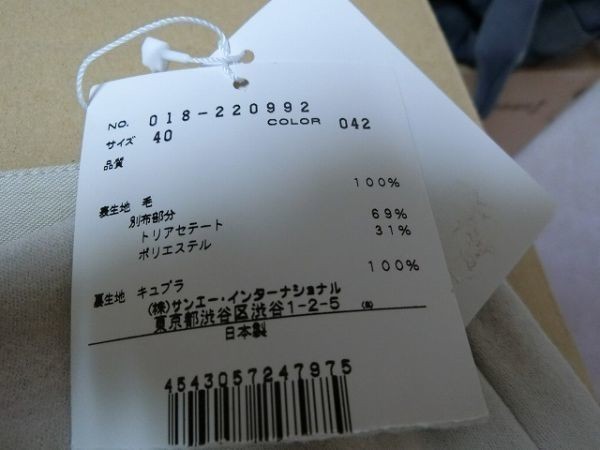 NO. 018-220992
サイズ 40 COLOR 042
品質
100%
表生地 毛
別布部分
トリアセテート 69%
ポリエステル 31%
100%
裏生地 キュプラ
(株)サンエー・インターナショナル
東京都渋谷区渋谷1-2-5
日本製
4543057247975